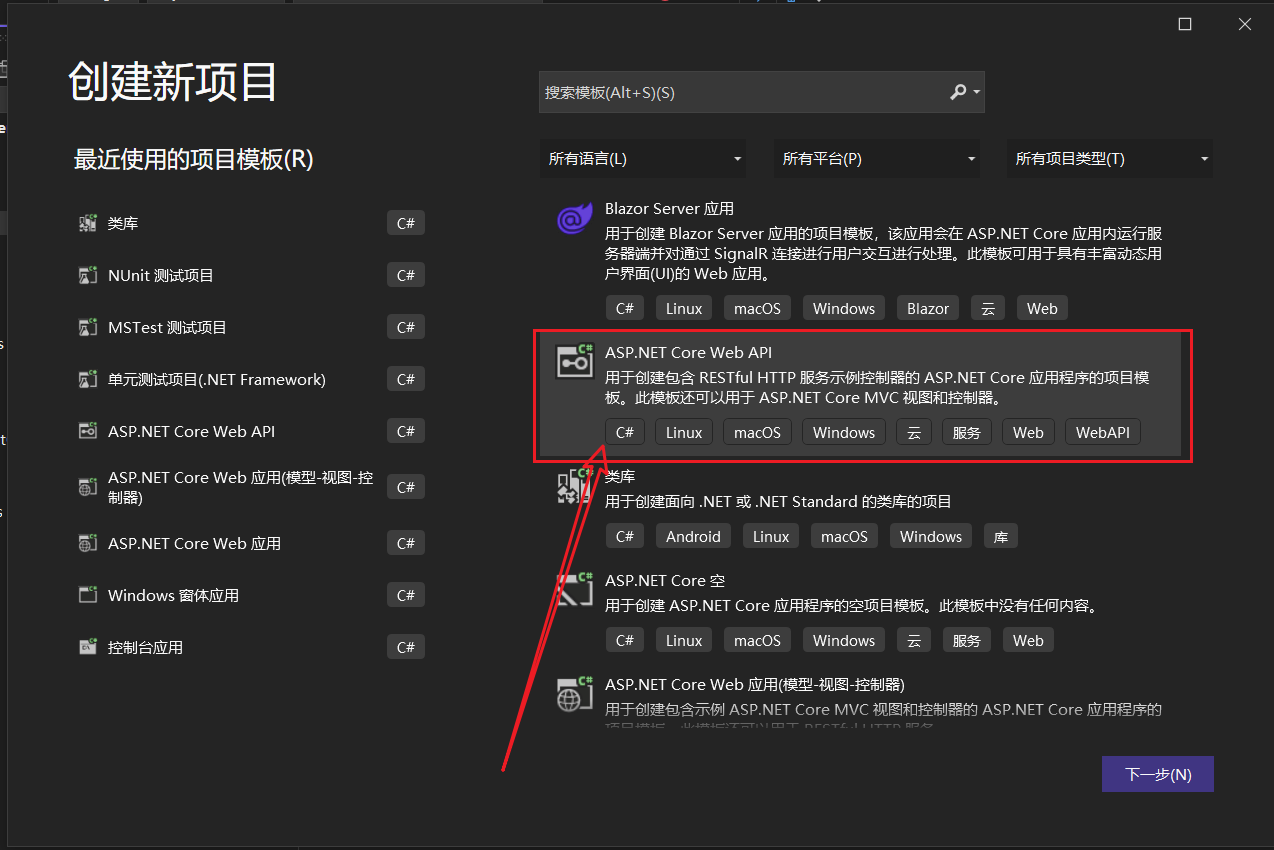 创建新项目
搜索模板(Alt+S)(S)
最近使用的项目模板(R)
所有语言(L)
所有平台(P)
所有项目类型(T)
类库
C#
NUnit 测试项目
C#
MSTest 测试项目
C#
单元测试项目(.NET Framework)
C#
ASP.NET Core Web API
C#
ASP.NET Core Web 应用(模型-视图-控
制器)
C#
ASP.NET Core Web 应用
C#
Windows 窗体应用
C#
控制台应用
C#
Blazor Server 应用
用于创建 Blazor Server 应用的项目模板，该应用会在 ASP.NET Core 应用内运行服
务器端并对通过 SignalR 连接进行用户交互进行处理。此模板可用于具有丰富动态用
户界面(UI)的 Web 应用。
C# Linux macOS Windows Blazor 云 Web
ASP.NET Core Web API
用于创建包含 RESTful HTTP 服务示例控制器的 ASP.NET Core 应用程序的项目模
板。此模板还可以用于 ASP.NET Core MVC 视图和控制器。
C# Linux macOS Windows 云 服务 Web WebAPI
类库
用于创建面向 .NET 或 .NET Standard 的类库的项目
C# Android Linux macOS Windows 库
ASP.NET Core 空
用于创建 ASP.NET Core 应用程序的空项目模板。此模板中没有任何内容。
C# Linux macOS Windows 云 服务 Web
ASP.NET Core Web 应用(模型-视图-控制器)
用于创建包含示例 ASP.NET Core MVC 视图和控制器的 ASP.NET Core 应用程序的
项目模板。此模板还可以用于 RESTful HTTP 服务
下一步(N)